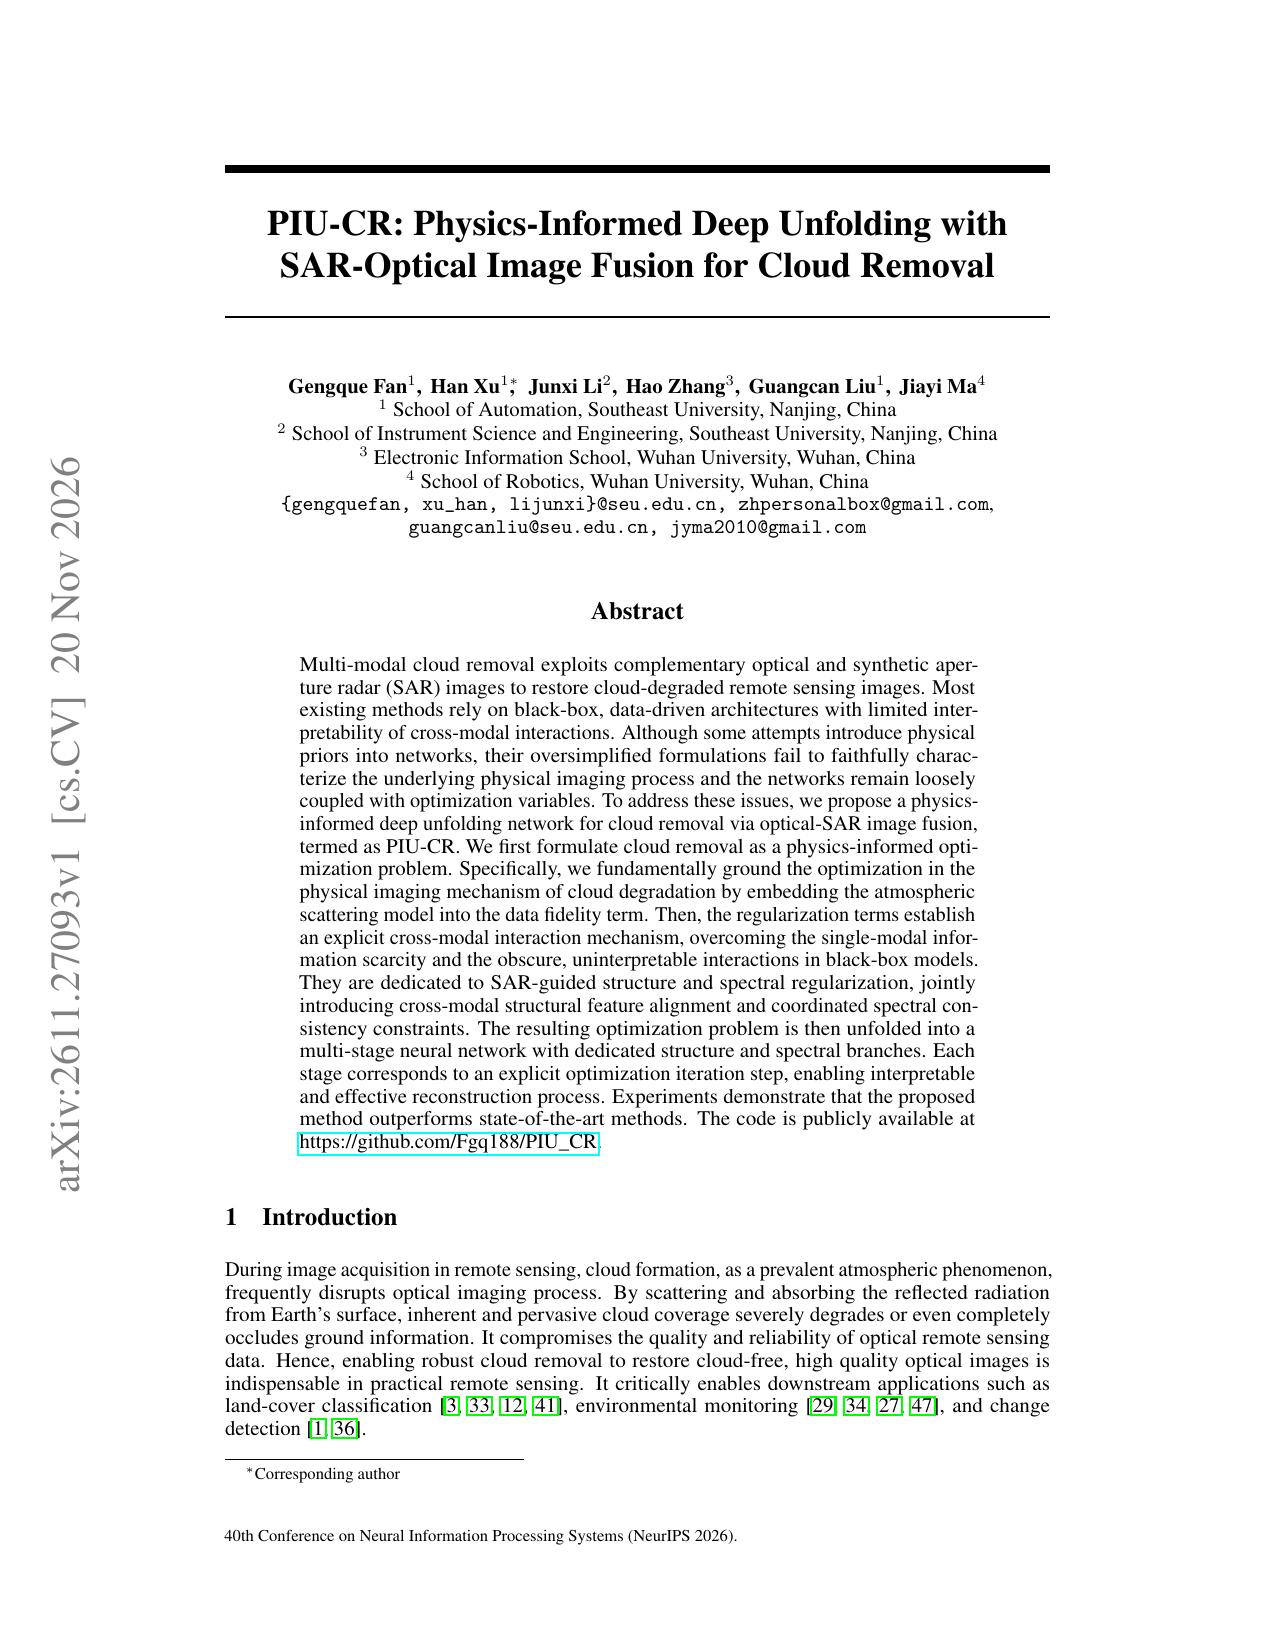 arXiv:2611.27093v1 [cs.CV] 20 Nov 2026
PIU-CR: Physics-Informed Deep Unfolding with
SAR-Optical Image Fusion for Cloud Removal
Gengque Fan¹, Han Xu¹*, Junxi Li², Hao Zhang³, Guangcan Liu¹, Jiayi Ma⁴
¹ School of Automation, Southeast University, Nanjing, China
² School of Instrument Science and Engineering, Southeast University, Nanjing, China
³ Electronic Information School, Wuhan University, Wuhan, China
⁴ School of Robotics, Wuhan University, Wuhan, China
{gengquefan, xu_han, lijunxi}@seu.edu.cn, zhpersonalbox@gmail.com,
guangcanliu@seu.edu.cn, jyma2010@gmail.com
Abstract
Multi-modal cloud removal exploits complementary optical and synthetic aper-
ture radar (SAR) images to restore cloud-degraded remote sensing images. Most
existing methods rely on black-box, data-driven architectures with limited inter-
pretability of cross-modal interactions. Although some attempts introduce physical
priors into networks, their oversimplified formulations fail to faithfully charac-
terize the underlying physical imaging process and the networks remain loosely
coupled with optimization variables. To address these issues, we propose a physics-
informed deep unfolding network for cloud removal via optical-SAR image fusion,
termed as PIU-CR. We first formulate cloud removal as a physics-informed opti-
mization problem. Specifically, we fundamentally ground the optimization in the
physical imaging mechanism of cloud degradation by embedding the atmospheric
scattering model into the data fidelity term. Then, the regularization terms establish
an explicit cross-modal interaction mechanism, overcoming the single-modal infor-
mation scarcity and the obscure, uninterpretable interactions in black-box models.
They are dedicated to SAR-guided structure and spectral regularization, jointly
introducing cross-modal structural feature alignment and coordinated spectral con-
sistency constraints. The resulting optimization problem is then unfolded into a
multi-stage neural network with dedicated structure and spectral branches. Each
stage corresponds to an explicit optimization iteration step, enabling interpretable
and effective reconstruction process. Experiments demonstrate that the proposed
method outperforms state-of-the-art methods. The code is publicly available at
https://github.com/Fgq188/PIU_CR.
1 Introduction
During image acquisition in remote sensing, cloud formation, as a prevalent atmospheric phenomenon,
frequently disrupts optical imaging process. By scattering and absorbing the reflected radiation
from Earth's surface, inherent and pervasive cloud coverage severely degrades or even completely
occludes ground information. It compromises the quality and reliability of optical remote sensing
data. Hence, enabling robust cloud removal to restore cloud-free, high quality optical images is
indispensable in practical remote sensing. It critically enables downstream applications such as
land-cover classification [3, 33, 12, 41], environmental monitoring [29, 34, 27, 47], and change
detection [1, 36].
*Corresponding author
40th Conference on Neural Information Processing Systems (NeurIPS 2026).